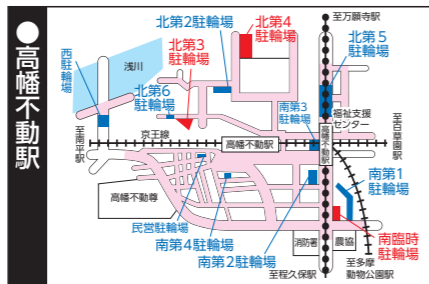 ●高幡不動駅
至万願寺駅
北第2駐輪場
北第4
駐輪場
北第5
駐輪場
西駐輪場
浅川
北第3
駐輪場
北第6
駐輪場
南第3
駐輪場
福祉支援
センター
至百草園駅
至南平駅
京王線
高幡不動駅
高幡不動駅
南第1
駐輪場
高幡不動尊
民営駐輪場
南第4駐輪場
南第2駐輪場
消防署
農協
南臨時
駐輪場
至程久保駅
至多摩
動物公園駅